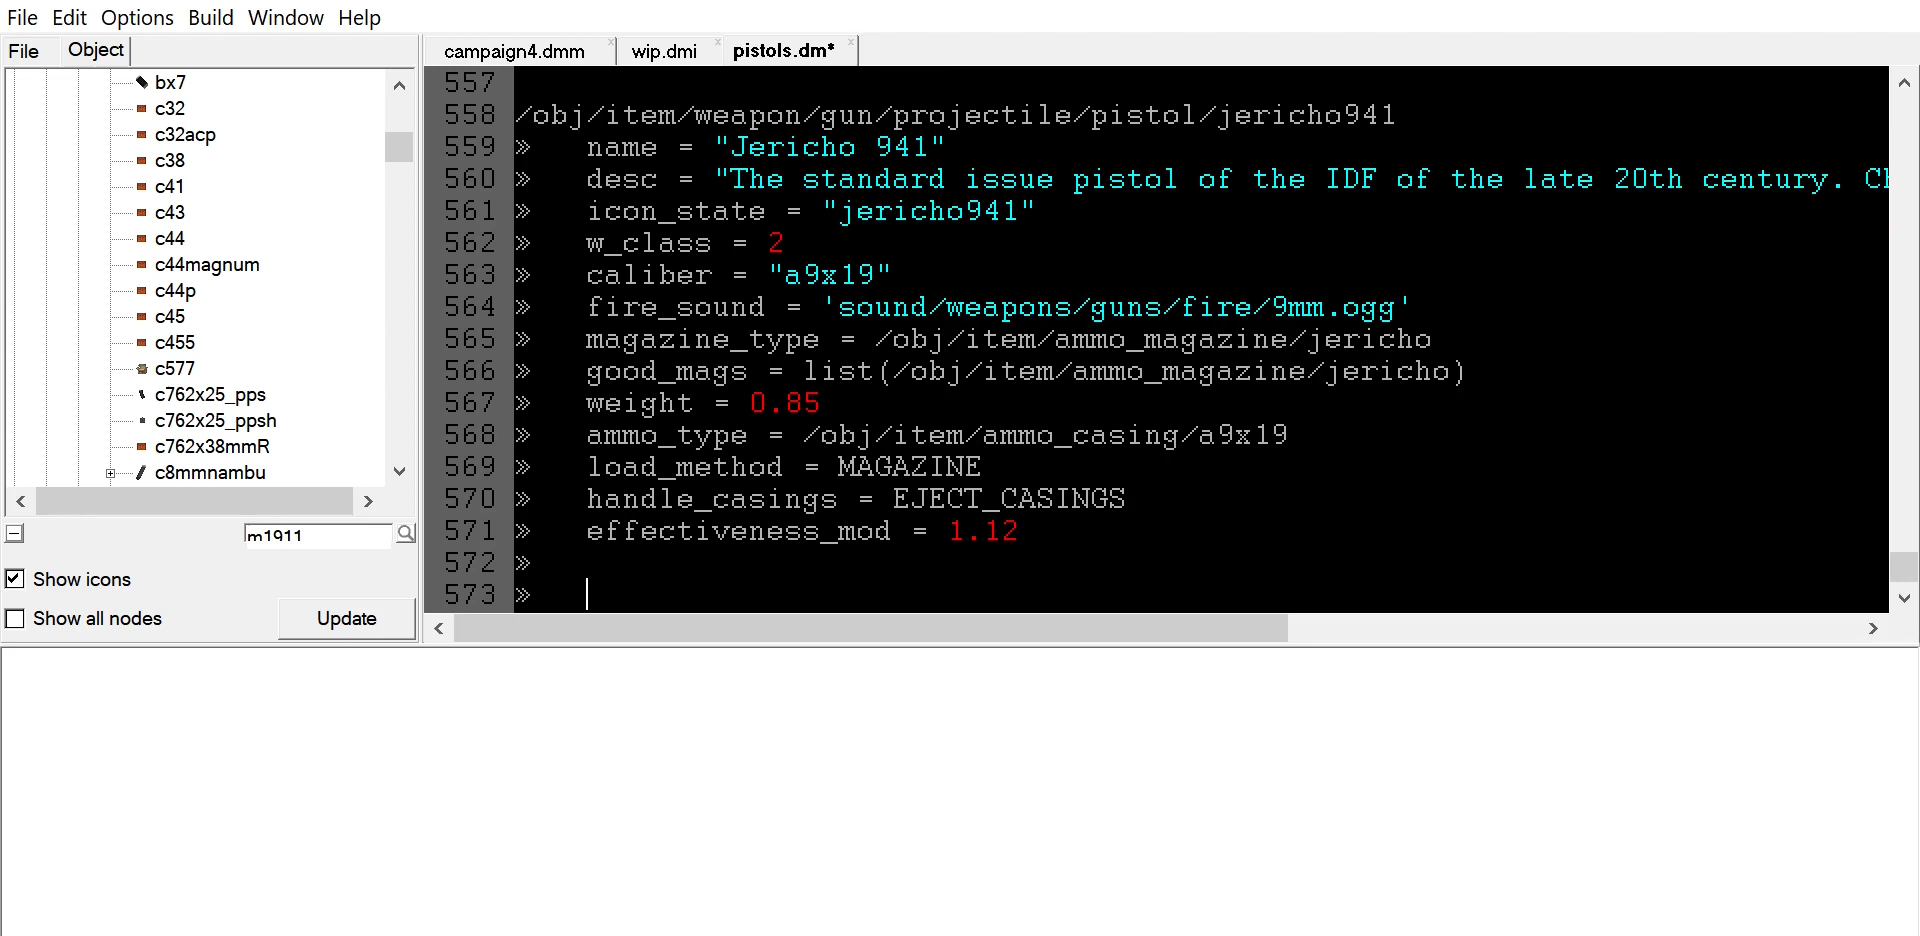 File Edit Options Build Window Help
File Object
campaign4.dmm x wip.dmi x pistols.dm* x
bx7
c32
c32acp
c38
c41
c43
c44
c44magnum
c44p
c45
c455
c577
c762x25_pps
c762x25_ppsh
c762x38mmR
c8mmnambu
m1911
Show icons
Show all nodes
Update
557
558 /obj/item/weapon/gun/projectile/pistol/jericho941
559 » name = "Jericho 941"
560 » desc = "The standard issue pistol of the IDF of the late 20th century.
561 » icon_state = "jericho941"
562 » w_class = 2
563 » caliber = "a9x19"
564 » fire_sound = 'sound/weapons/guns/fire/9mm.ogg'
565 » magazine_type = /obj/item/ammo_magazine/jericho
566 » good_mags = list(/obj/item/ammo_magazine/jericho)
567 » weight = 0.85
568 » ammo_type = /obj/item/ammo_casing/a9x19
569 » load_method = MAGAZINE
570 » handle_casings = EJECT_CASINGS
571 » effectiveness_mod = 1.12
572 »
573 »